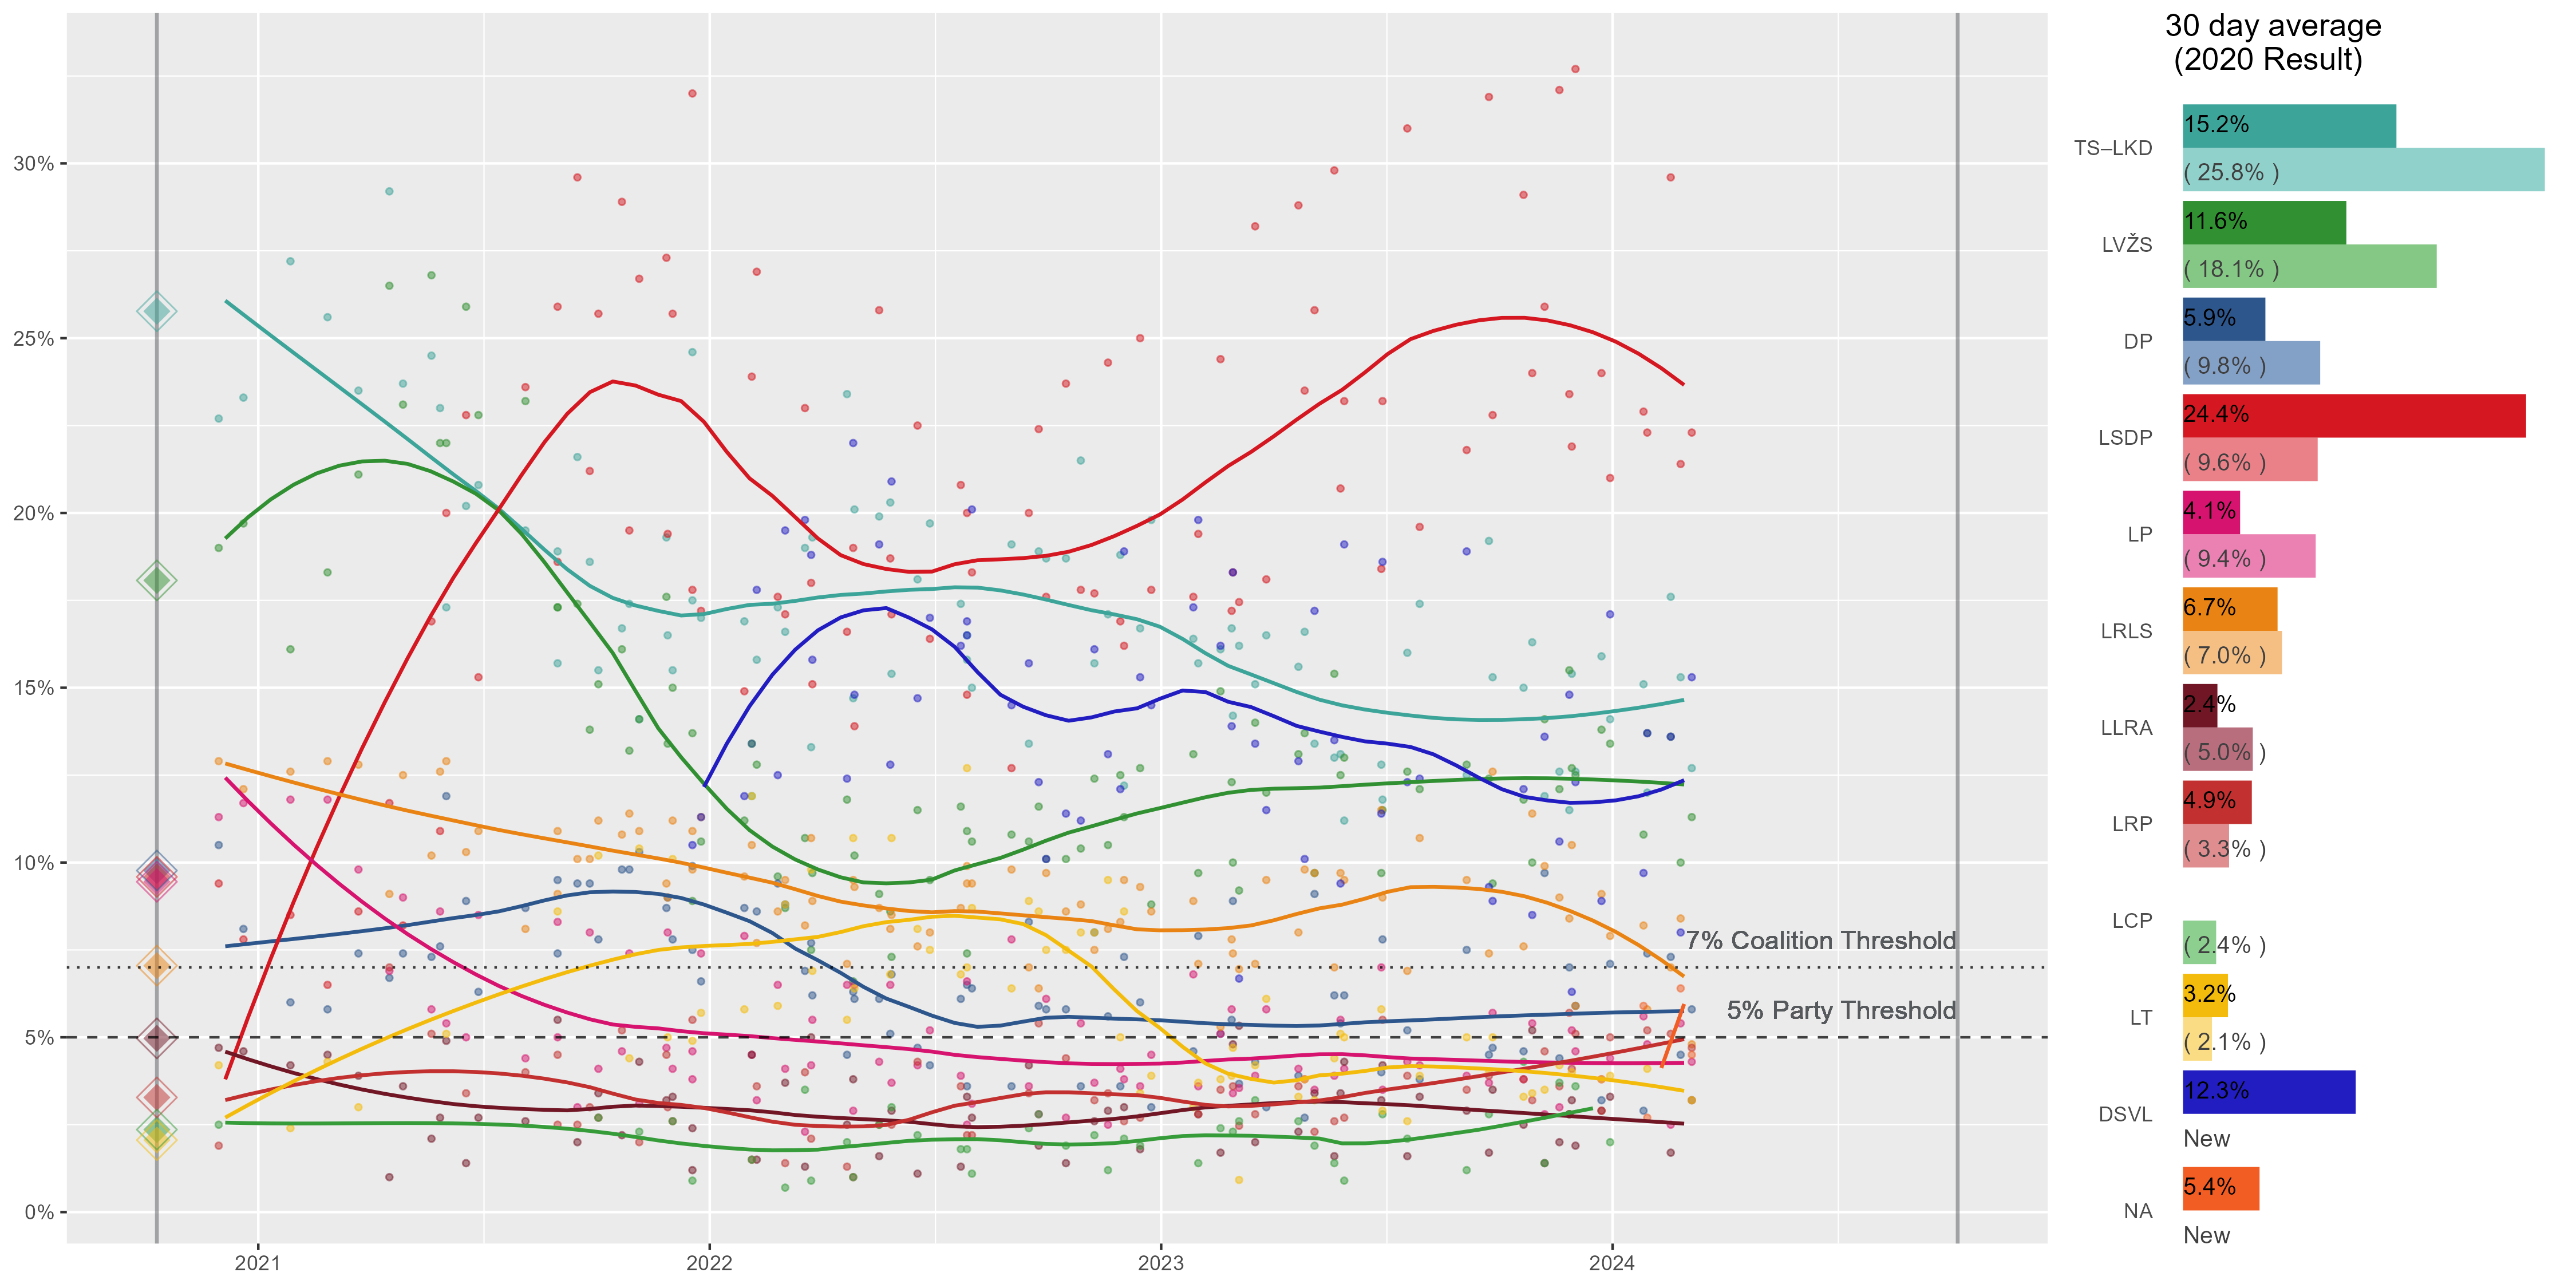 30 day average
(2020 Result)
30%
25%
20%
15%
10%
5%
0%
7% Coalition Threshold
5% Party Threshold
2021
2022
2023
2024
TS–LKD
15.2%
( 25.8% )
LVŽS
11.6%
( 18.1% )
DP
5.9%
( 9.8% )
LSDP
24.4%
( 9.6% )
LP
4.1%
( 9.4% )
LRLS
6.7%
( 7.0% )
LLRA
2.4%
( 5.0% )
LRP
4.9%
( 3.3% )
LCP
( 2.4% )
LT
3.2%
( 2.1% )
DSVL
12.3%
New
NA
5.4%
New